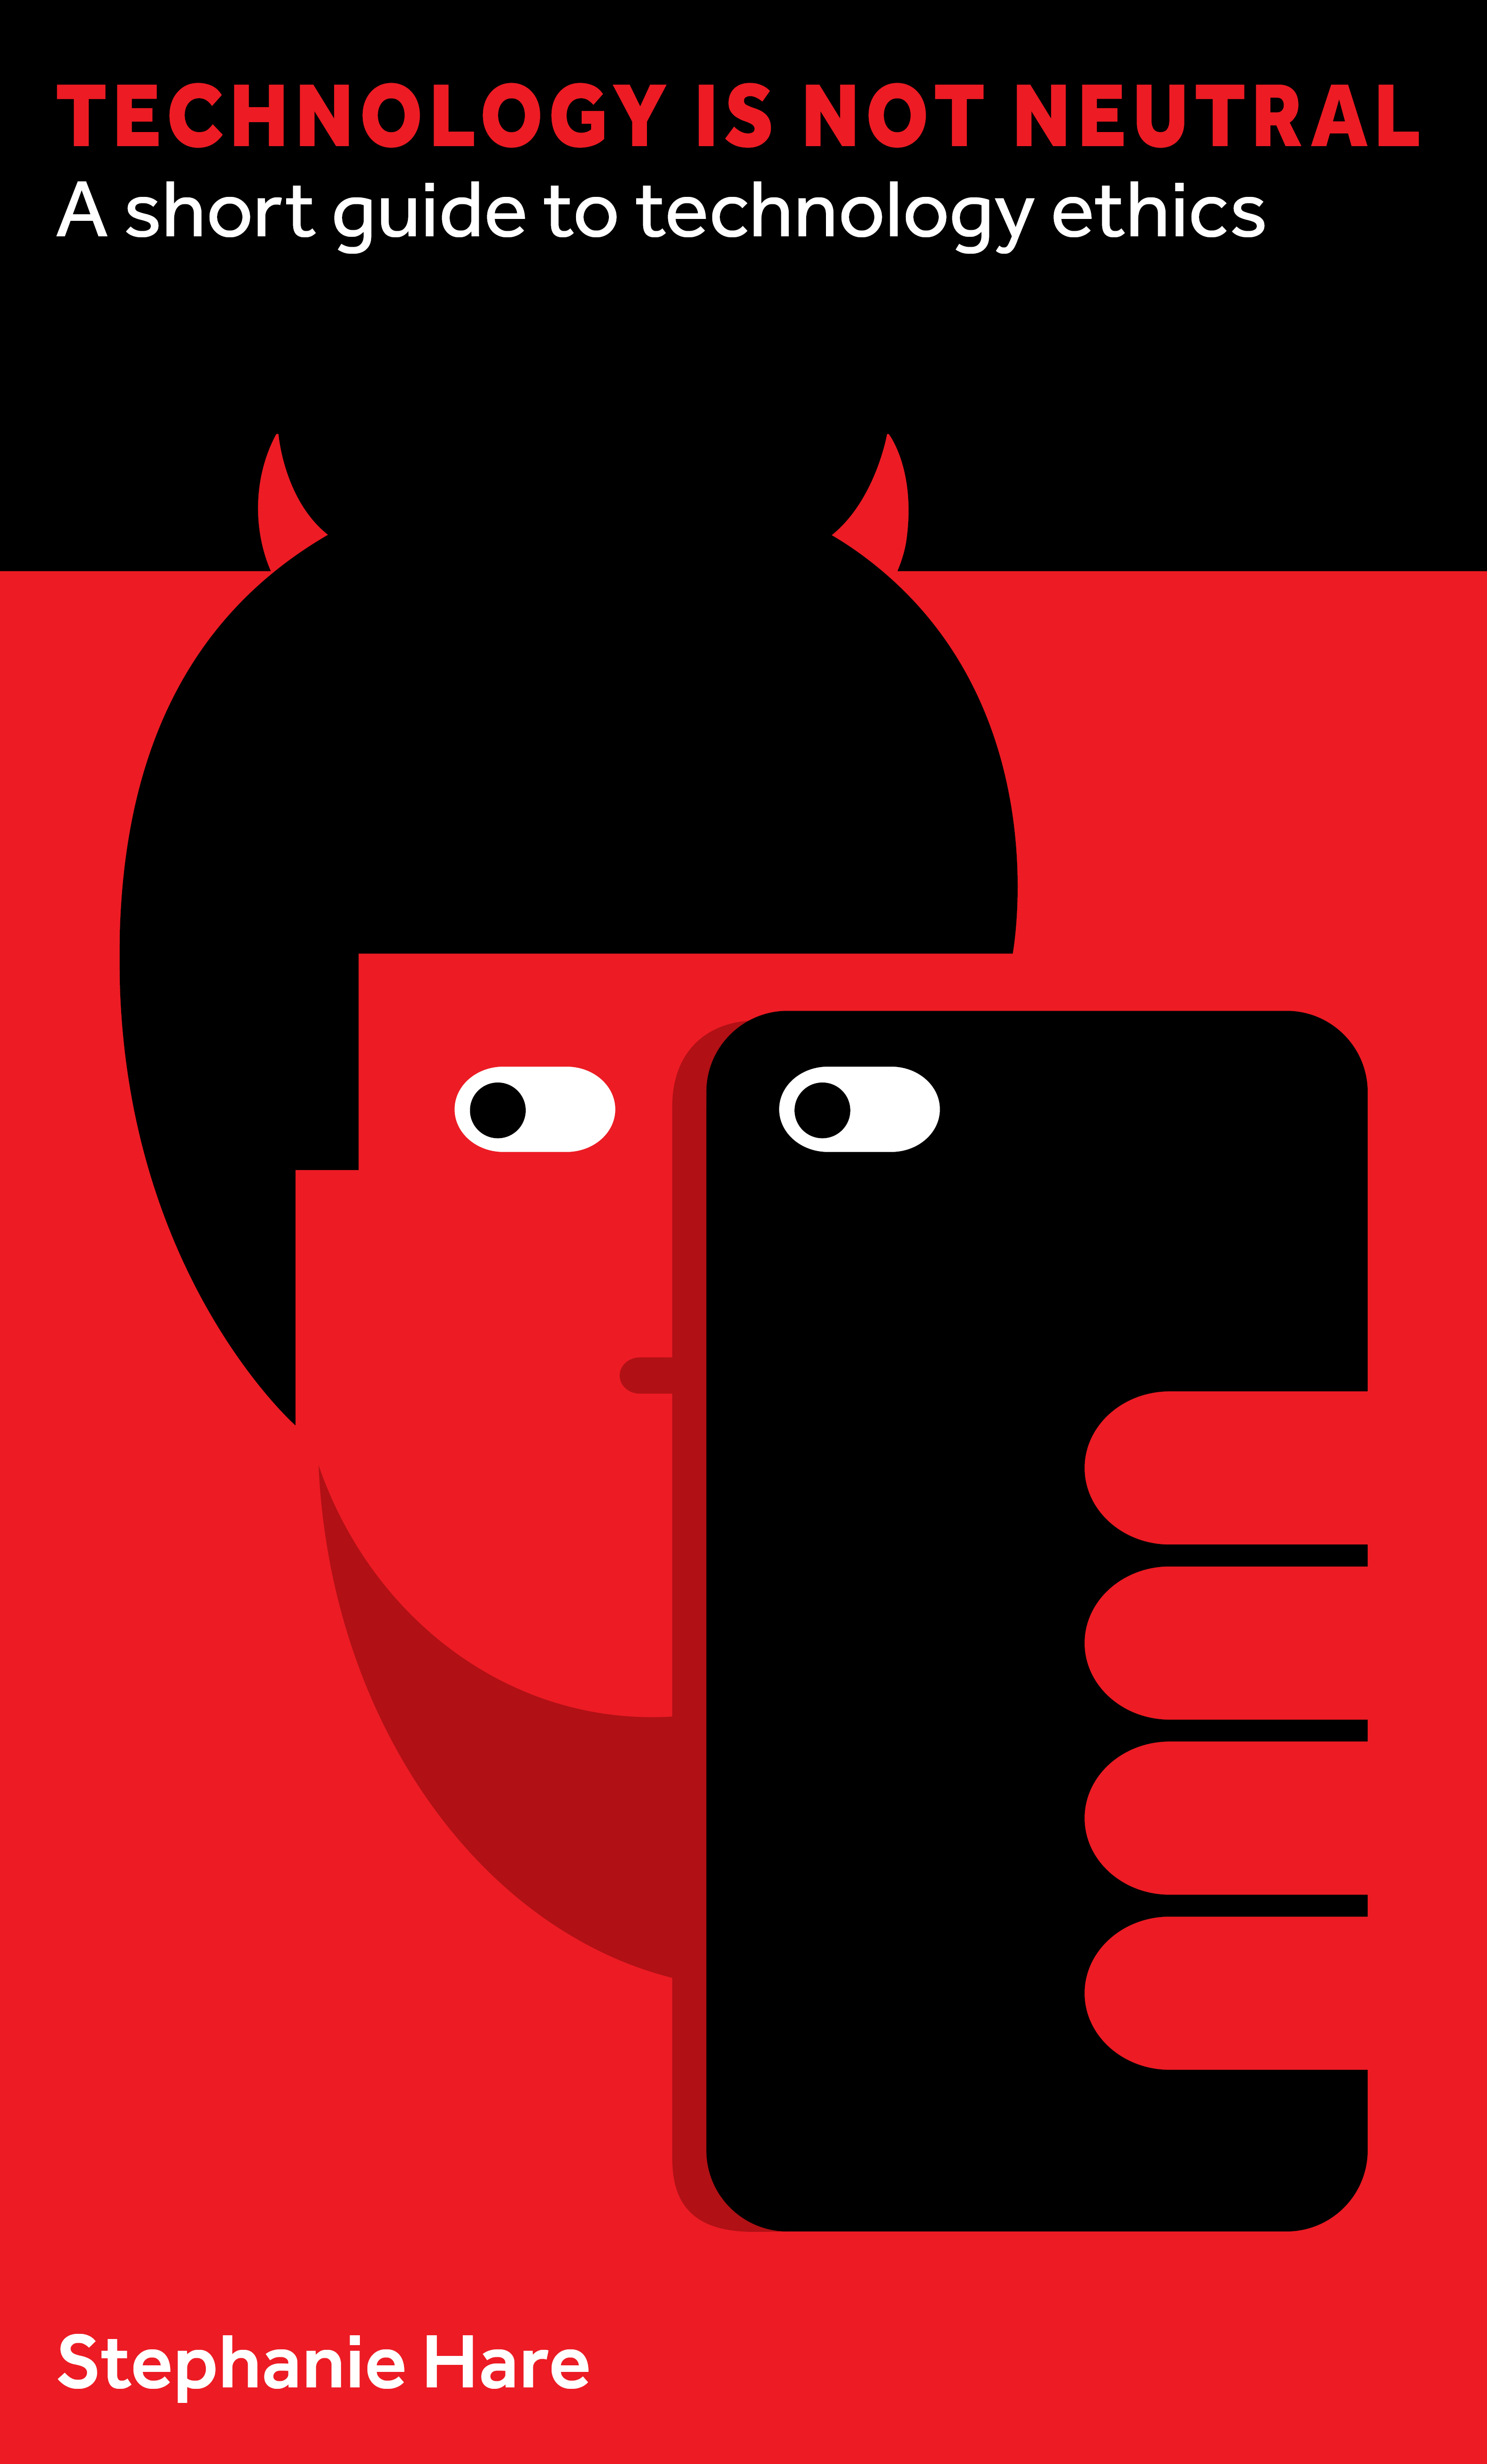 TECHNOLOGY IS NOT NEUTRAL
A short guide to technology ethics
Stephanie Hare